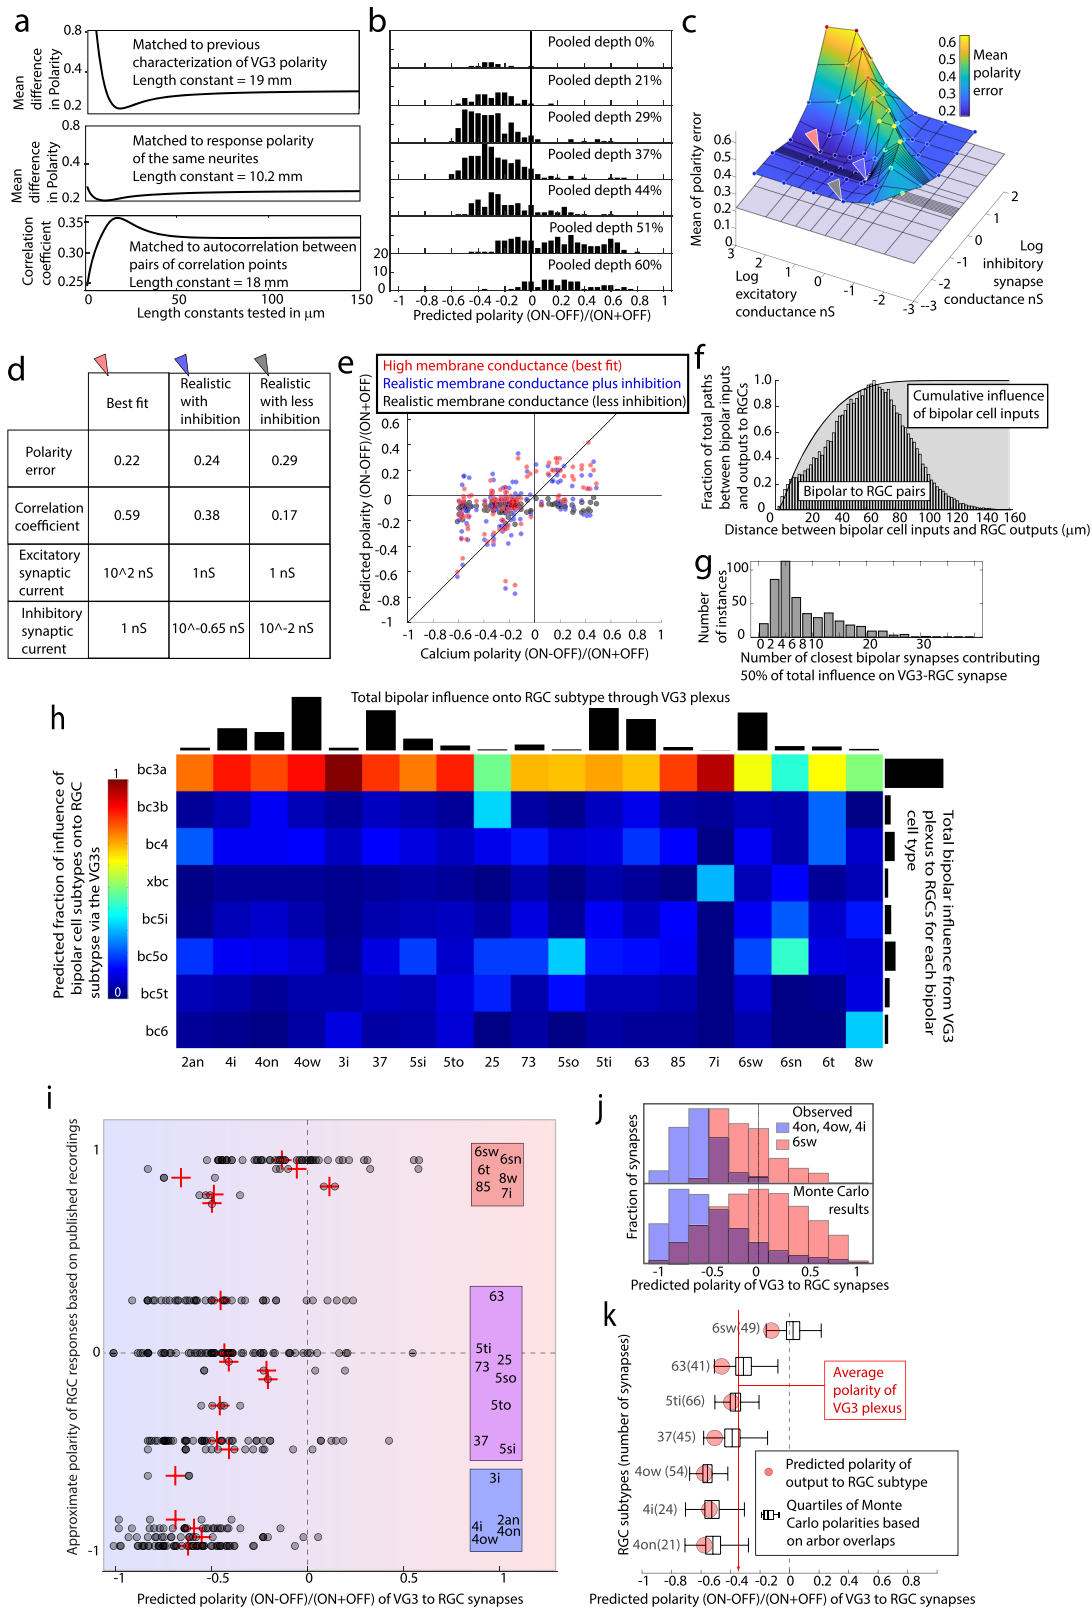 a
Mean difference in Polarity
0.8
0.4
0.2
Matched to previous
characterization of VG3 polarity
Length constant = 19 mm
Mean difference in Polarity
0.8
0.4
0.2
Matched to response polarity
of the same neurites
Length constant = 10.2 mm
Correlation coefficient
0.35
0.30
0.25
Matched to autocorrelation between
pairs of correlation points
Length constant = 18 mm
0 50 100 150
Length constants tested in μm
b
Pooled depth 0%
Pooled depth 21%
Pooled depth 29%
Pooled depth 37%
Pooled depth 44%
Pooled depth 51%
Pooled depth 60%
20
10
0
-1 -0.8 -0.6 -0.4 -0.2 0 0.2 0.4 0.6 0.8 1
Predicted polarity (ON-OFF)/(ON+OFF)
c
0.6
0.5
0.4
0.3
0.2
Mean
polarity
error
Mean of polarity error
0.6
0.5
0.4
0.3
0.2
0.1
0
3 2 1 0 -1 -2 -3
Log
excitatory
conductance nS
2
1
0
-1
-2
--3
Log
inhibitory
synapse
conductance nS
d
Best fit
Realistic with inhibition
Realistic with less inhibition
Polarity error 0.22 0.24 0.29
Correlation coefficient 0.59 0.38 0.17
Excitatory synaptic current 10^2 nS 1nS 1 nS
Inhibitory synaptic current 1 nS 10^-0.65 nS 10^-2 nS
e
High membrane conductance (best fit)
Realistic membrane conductance plus inhibition
Realistic membrane conductance (less inhibition)
Predicted polarity (ON-OFF)/(ON+OFF)
0.6
0.4
0.2
0
-0.2
-0.4
-0.6
-0.8
-1
-1 -0.8 -0.6 -0.4 -0.2 0 0.2 0.4 0.6 0.8 1
Calcium polarity (ON-OFF)/(ON+OFF)
f
Fraction of total paths
between bipolar inputs
and outputs to RGCs
1.0
0.8
0.6
0.4
0.2
0
Cumulative influence
of bipolar cell inputs
Bipolar to RGC pairs
0 20 40 60 80 100 120 140 160
Distance between bipolar cell inputs and RGC outputs (μm)
g
Number of instances
100
50
0
0 2 4 6 8 10 20 30
Number of closest bipolar synapses contributing
50% of total influence on VG3-RGC synapse
h
Total bipolar influence onto RGC subtype through VG3 plexus
Predicted fraction of influence of
bipolar cell subtypes onto RGC
subtypse via the VG3s
1
0
bc3a
bc3b
bc4
xbc
bc5i
bc5o
bc5t
bc6
2an 4i 4on 4ow 3i 37 5si 5to 25 73 5so 5ti 63 85 7i 6sw 6sn 6t 8w
Total bipolar influence from VG3
plexus to RGCs for each bipolar
cell type
i
Approximate polarity of RGC responses based on published recordings
1
0
-1
6sw
6sn
6t
8w
85
7i
63
5ti
73
25
5so
5to
37
5si
3i
2an
4i
4on
4ow
-1 -0.5 0 0.5 1
Predicted polarity (ON-OFF)/(ON+OFF) of VG3 to RGC synapses
j
Fraction of synapses
Observed
4on, 4ow, 4i
6sw
Monte Carlo
results
-1 -0.5 0 0.5 1
Predicted polarity of VG3 to RGC synapses
k
RGC subtypes (number of synapses)
6sw(49)
63(41)
5ti(66)
37(45)
4ow (54)
4i(24)
4on(21)
Average
polarity of
VG3 plexus
Predicted polarity of
output to RGC subtype
Quartiles of Monte
Carlo polarities based
on arbor overlaps
-1 -0.8 -0.6 -0.4 -0.2 0 0.2 0.4 0.6 0.8
Predicted polarity (ON-OFF)/(ON+OFF) of VG3 to RGC synapses